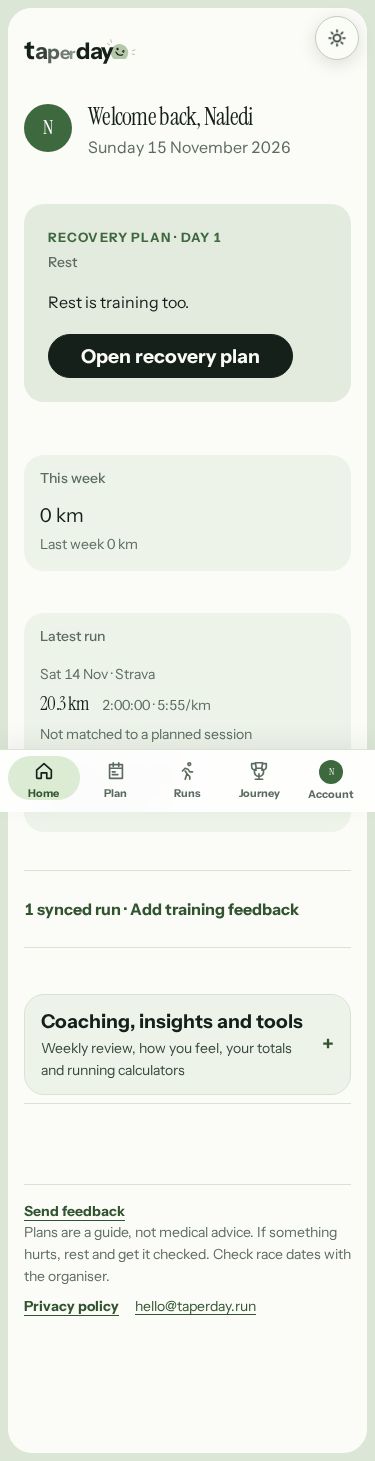 taperday
N
Welcome back, Naledi
Sunday 15 November 2026
RECOVERY PLAN · DAY 1
Rest
Rest is training too.
Open recovery plan
This week
0 km
Last week 0 km
Latest run
Sat 14 Nov · Strava
20.3 km 2:00:00 · 5:55/km
Not matched to a planned session
Home Plan Runs Journey N Account
1 synced run · Add training feedback
Coaching, insights and tools
Weekly review, how you feel, your totals
and running calculators
+
Send feedback
Plans are a guide, not medical advice. If something
hurts, rest and get it checked. Check race dates with
the organiser.
Privacy policy hello@taperday.run